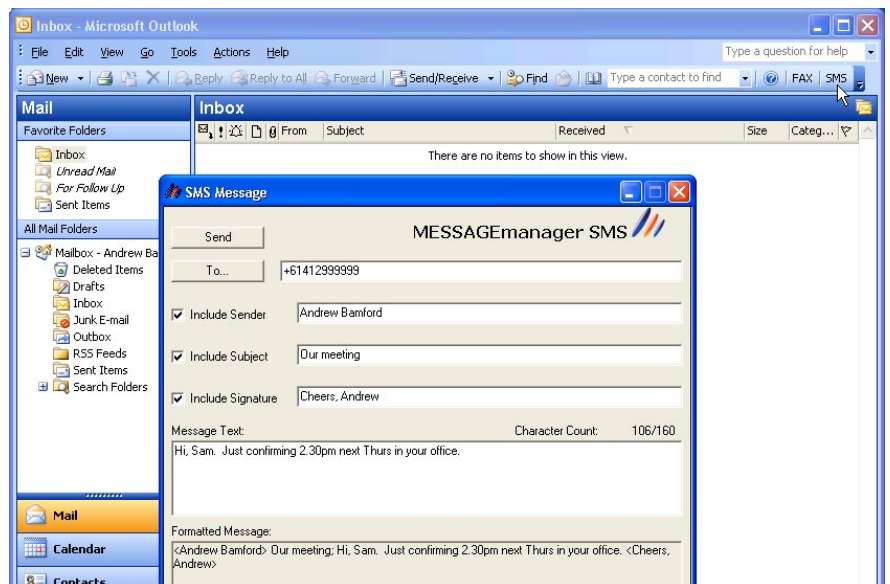 Inbox - Microsoft Outlook
File Edit View Go Tools Actions Help Type a question for help
New Reply Reply to All Forward Send/Receive Find Type a contact to find FAX SMS
Mail Inbox
Favorite Folders From Subject Received Size Categ...
Inbox There are no items to show in this view.
Unread Mail
For Follow Up
Sent Items
SMS Message
All Mail Folders
Send MESSAGEmanager SMS
Mailbox - Andrew Ba
Deleted Items
To... +61412999999
Drafts
Inbox
Include Sender Andrew Bamford
Junk E-mail
Outbox
RSS Feeds
Include Subject Our meeting
Sent Items
Search Folders
Include Signature Cheers, Andrew
Message Text: Character Count: 106/160
Hi, Sam. Just confirming 2.30pm next Thurs in your office.
Mail
Formatted Message:
Calendar
<Andrew Bamford> Our meeting; Hi, Sam. Just confirming 2.30pm next Thurs in your office. <Cheers,
Andrew>
Contacts